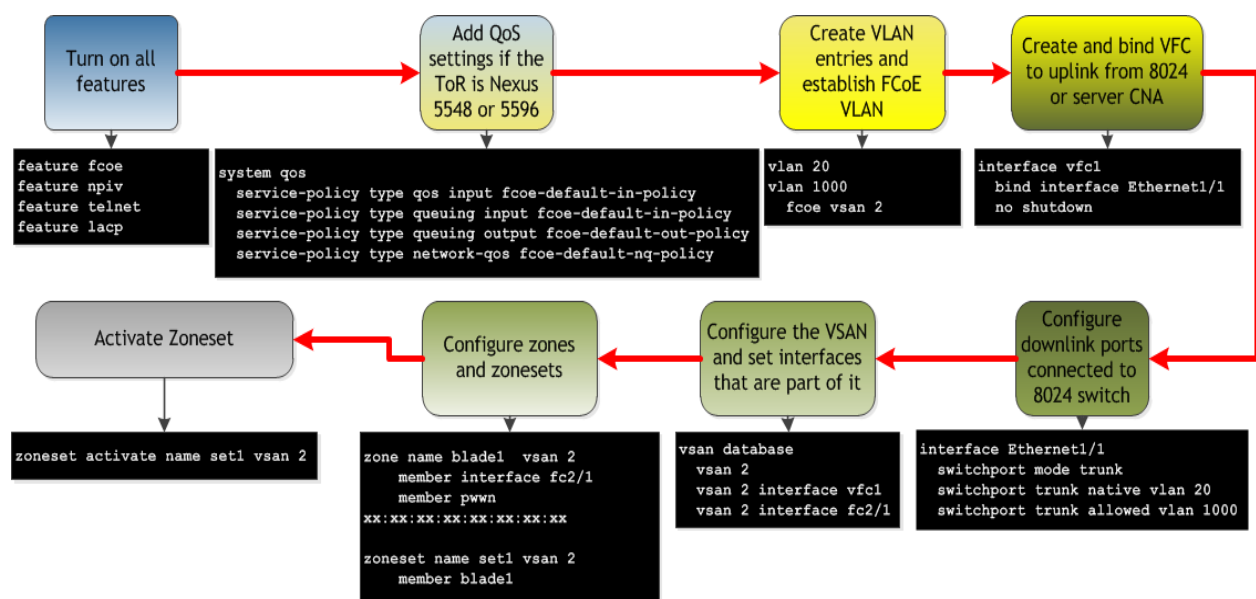 Turn on all
features
feature fcoe
feature npiv
feature telnet
feature lacp
Add QoS
settings if the
ToR is Nexus
5548 or 5596
system qos
service-policy type qos input fcoe-default-in-policy
service-policy type queuing input fcoe-default-in-policy
service-policy type queuing output fcoe-default-out-policy
service-policy type network-qos fcoe-default-nq-policy
Create VLAN
entries and
establish FCoE
VLAN
vlan 20
vlan 1000
fcoe vsan 2
Create and bind VFC
to uplink from 8024
or server CNA
interface vfc1
bind interface Ethernet1/1
no shutdown
Configure
downlink ports
connected to
8024 switch
interface Ethernet1/1
switchport mode trunk
switchport trunk native vlan 20
switchport trunk allowed vlan 1000
Configure the VSAN
and set interfaces
that are part of it
vsan database
vsan 2
vsan 2 interface vfc1
vsan 2 interface fc2/1
Configure zones
and zonesets
zone name blade1 vsan 2
member interface fc2/1
member pwwn
xx:xx:xx:xx:xx:xx:xx:xx
zoneset name set1 vsan 2
member blade1
Activate Zoneset
zoneset activate name set1 vsan 2